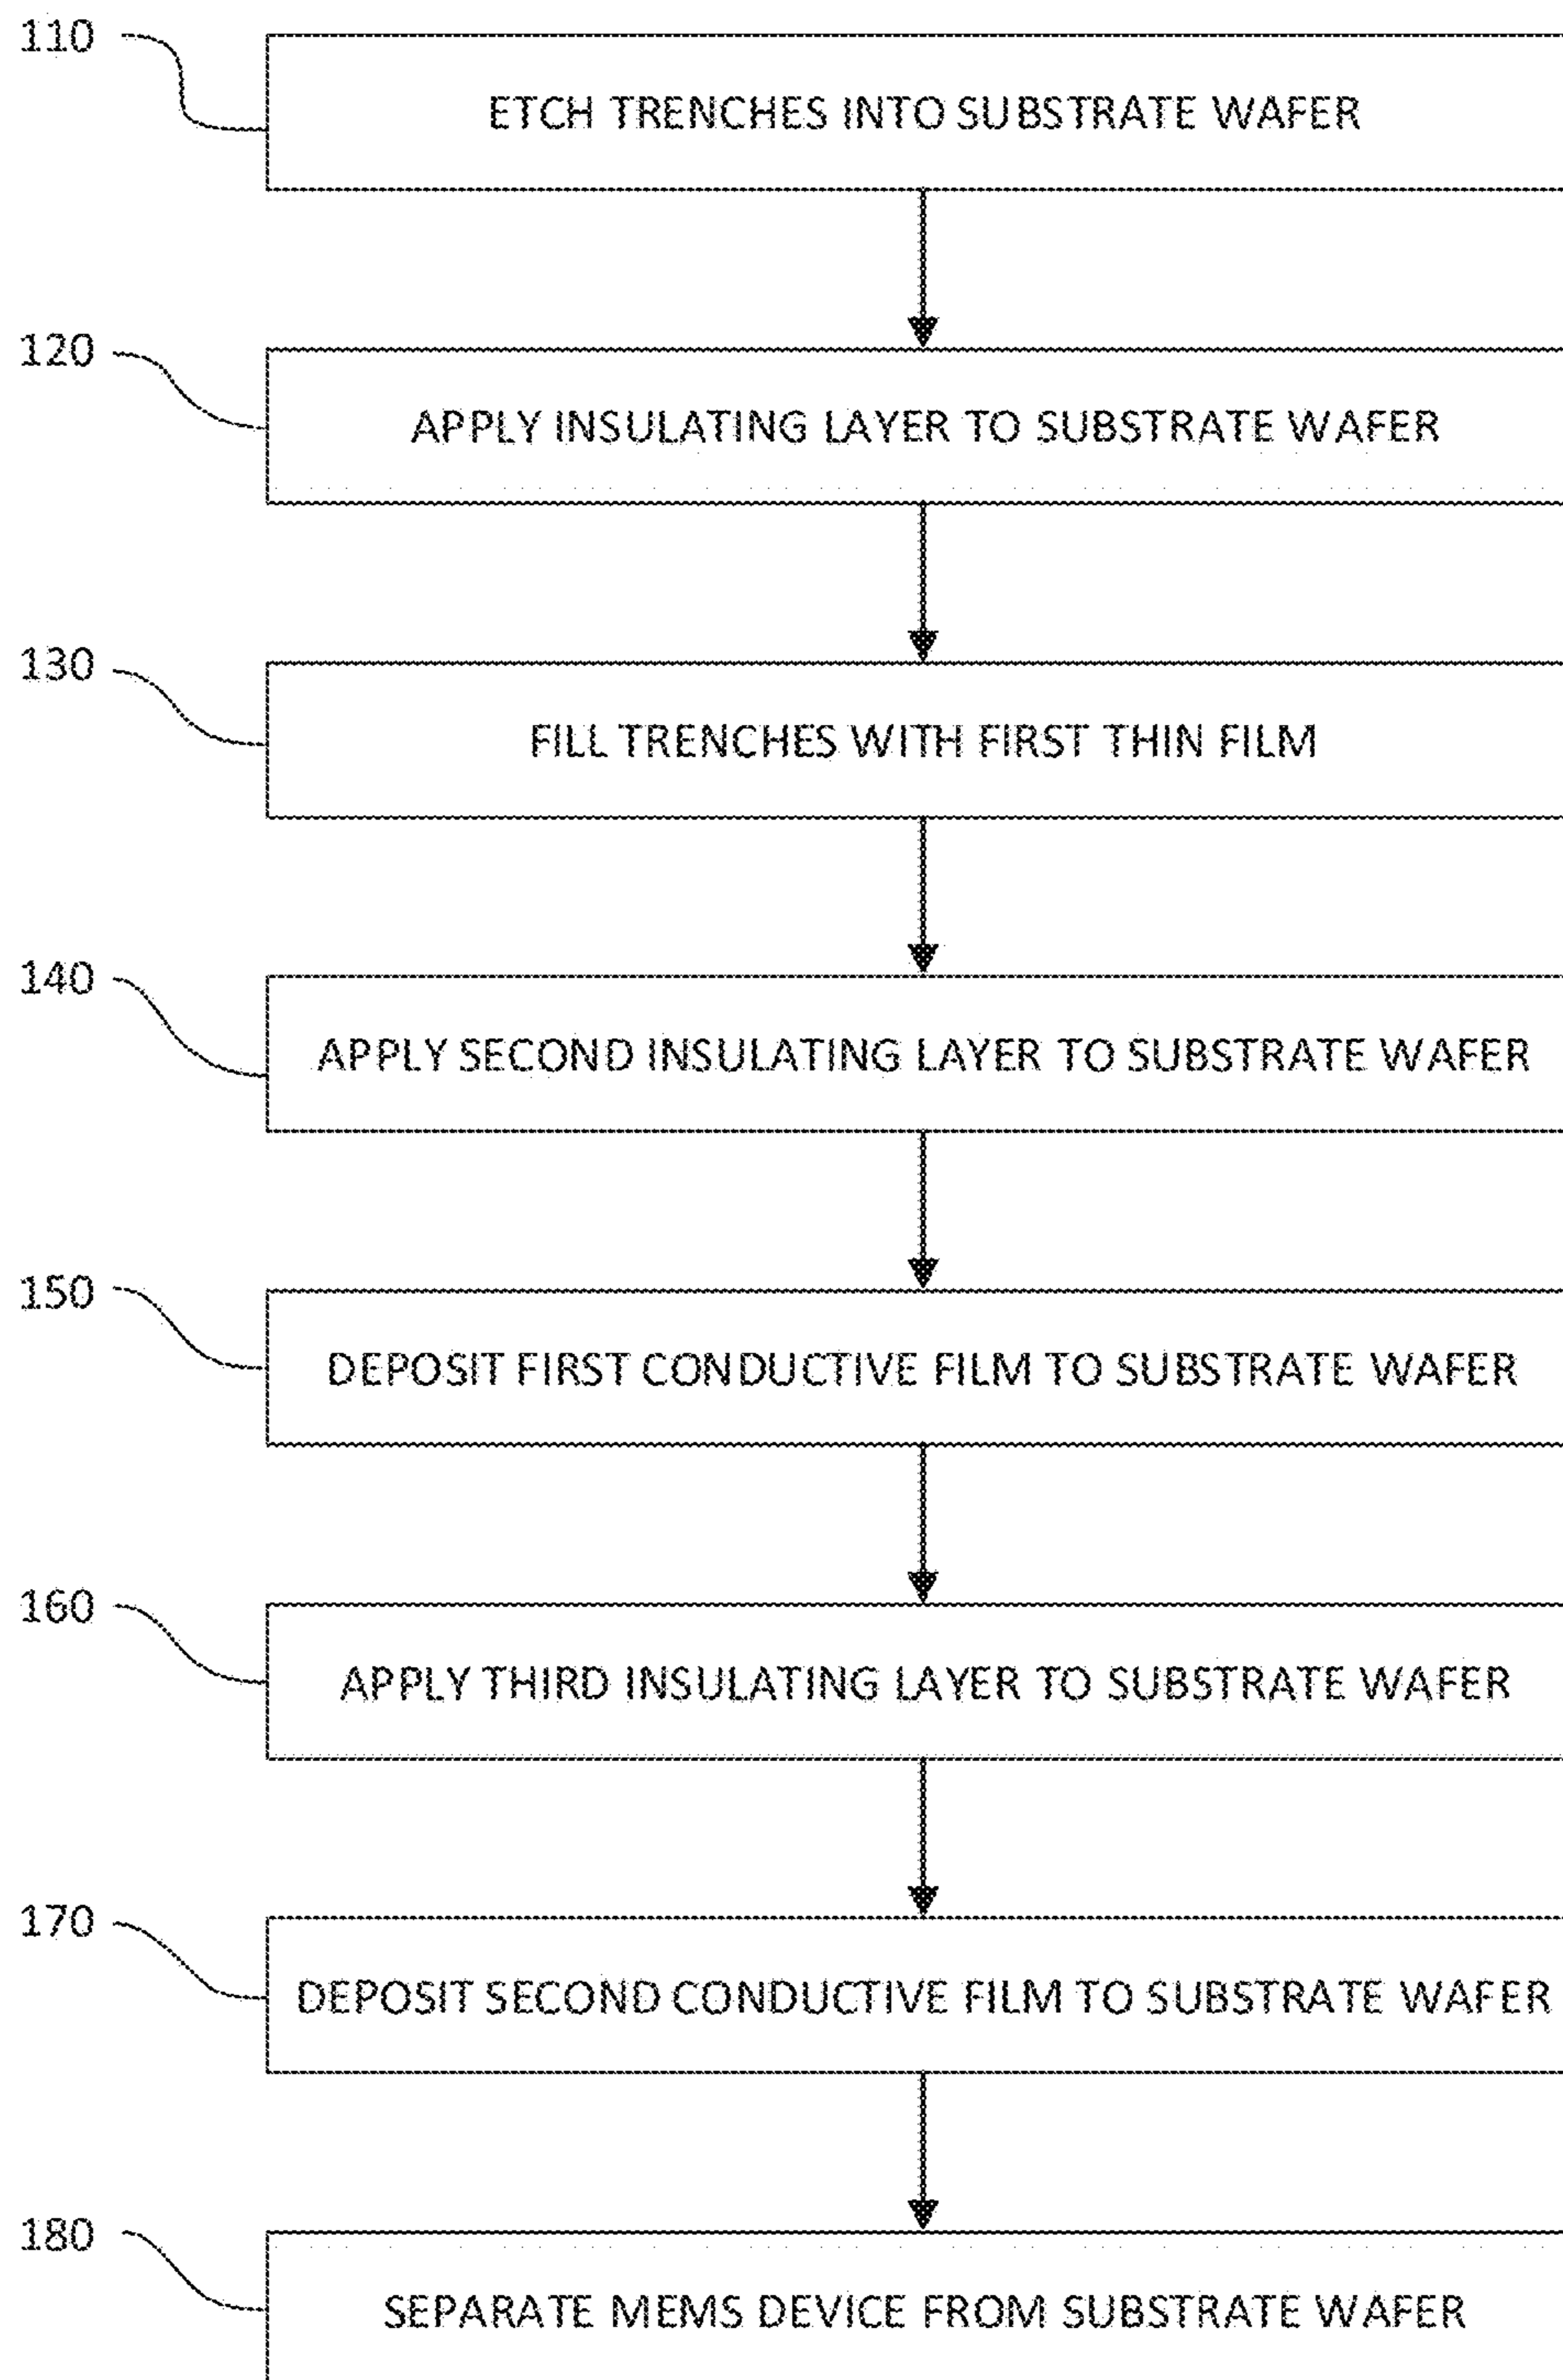 110
ETCH TRENCHES INTO SUBSTRATE WAFER
120
APPLY INSULATING LAYER TO SUBSTRATE WAFER
130
FILL TRENCHES WITH FIRST THIN FILM
140
APPLY SECOND INSULATING LAYER TO SUBSTRATE WAFER
150
DEPOSIT FIRST CONDUCTIVE FILM TO SUBSTRATE WAFER
160
APPLY THIRD INSULATING LAYER TO SUBSTRATE WAFER
170
DEPOSIT SECOND CONDUCTIVE FILM TO SUBSTRATE WAFER
180
SEPARATE MEMS DEVICE FROM SUBSTRATE WAFER